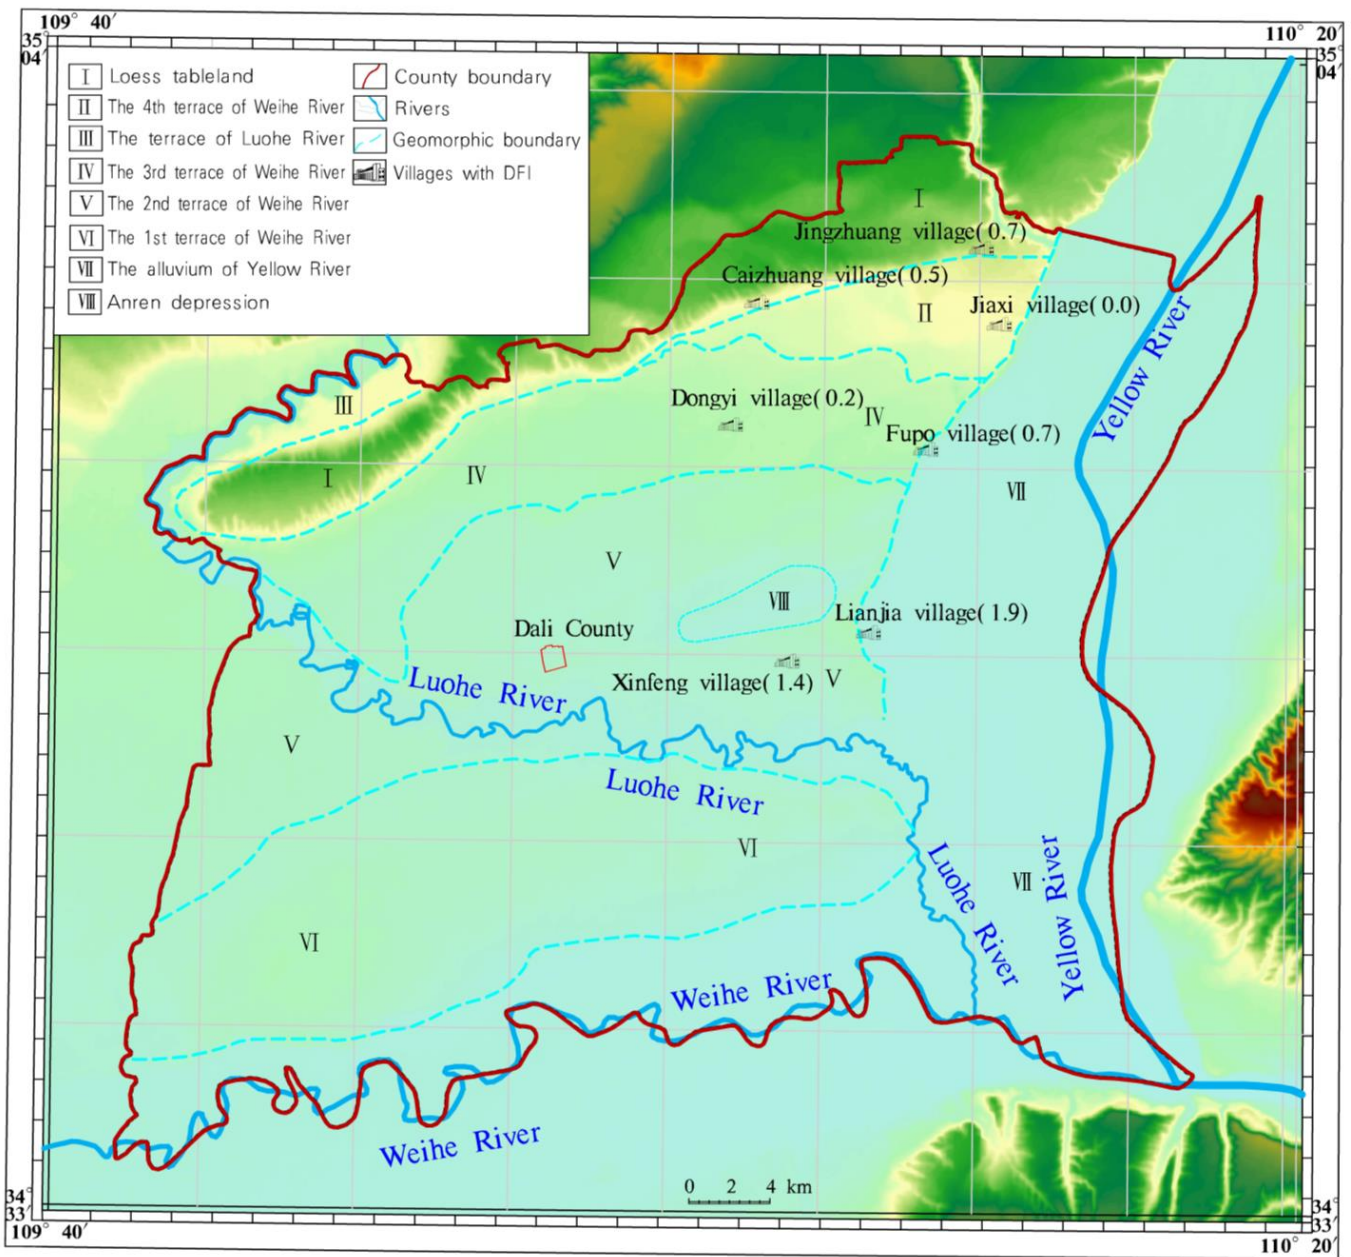 109° 40′
110° 20′
35°
04′
35°
04′
I Loess tableland
II The 4th terrace of Weihe River
III The terrace of Luohe River
IV The 3rd terrace of Weihe River
V The 2nd terrace of Weihe River
VI The 1st terrace of Weihe River
VII The alluvium of Yellow River
VIII Anren depression
County boundary
Rivers
Geomorphic boundary
Villages with DFI
I
Jingzhuang village(0.7)
Caizhuang village(0.5)
II
Jiaxi village(0.0)
Yellow River
III
Dongyi village(0.2)
IV
Fupo village(0.7)
I
IV
VII
V
VIII
Lianjia village(1.9)
Dali County
Xinfeng village(1.4)
V
Luohe River
V
Luohe River
VI
Luohe River
VII
Yellow River
VI
Weihe River
Weihe River
0 2 4 km
34°
33′
34°
33′
109° 40′
110° 20′